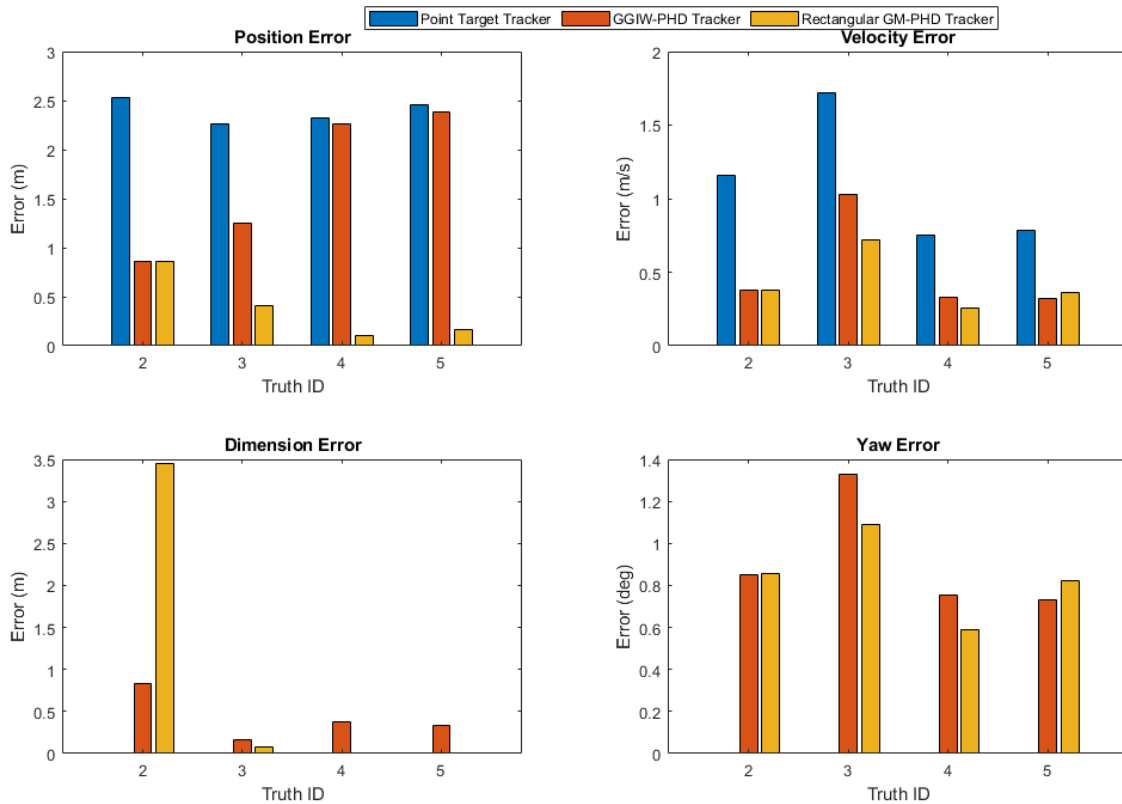 Point Target Tracker GGIW-PHD Tracker Rectangular GM-PHD Tracker
Position Error
3
2.5
2
1.5
1
0.5
0
Error (m)
2 3 4 5
Truth ID
Velocity Error
2
1.5
1
0.5
0
Error (m/s)
2 3 4 5
Truth ID
Dimension Error
3.5
3
2.5
2
1.5
1
0.5
0
Error (m)
2 3 4 5
Truth ID
Yaw Error
1.4
1.2
1
0.8
0.6
0.4
0.2
0
Error (deg)
2 3 4 5
Truth ID